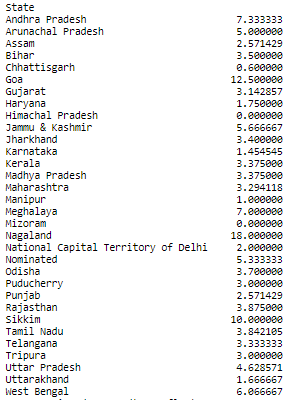 State
Andhra Pradesh 7.333333
Arunachal Pradesh 5.000000
Assam 2.571429
Bihar 3.500000
Chhattisgarh 0.600000
Goa 12.500000
Gujarat 3.142857
Haryana 1.750000
Himachal Pradesh 0.000000
Jammu & Kashmir 5.666667
Jharkhand 3.400000
Karnataka 1.454545
Kerala 3.375000
Madhya Pradesh 3.375000
Maharashtra 3.294118
Manipur 1.000000
Meghalaya 7.000000
Mizoram 0.000000
Nagaland 18.000000
National Capital Territory of Delhi 2.000000
Nominated 5.333333
Odisha 3.700000
Puducherry 3.000000
Punjab 2.571429
Rajasthan 3.875000
Sikkim 10.000000
Tamil Nadu 3.842105
Telangana 3.333333
Tripura 3.000000
Uttar Pradesh 4.628571
Uttarakhand 1.666667
West Bengal 6.066667